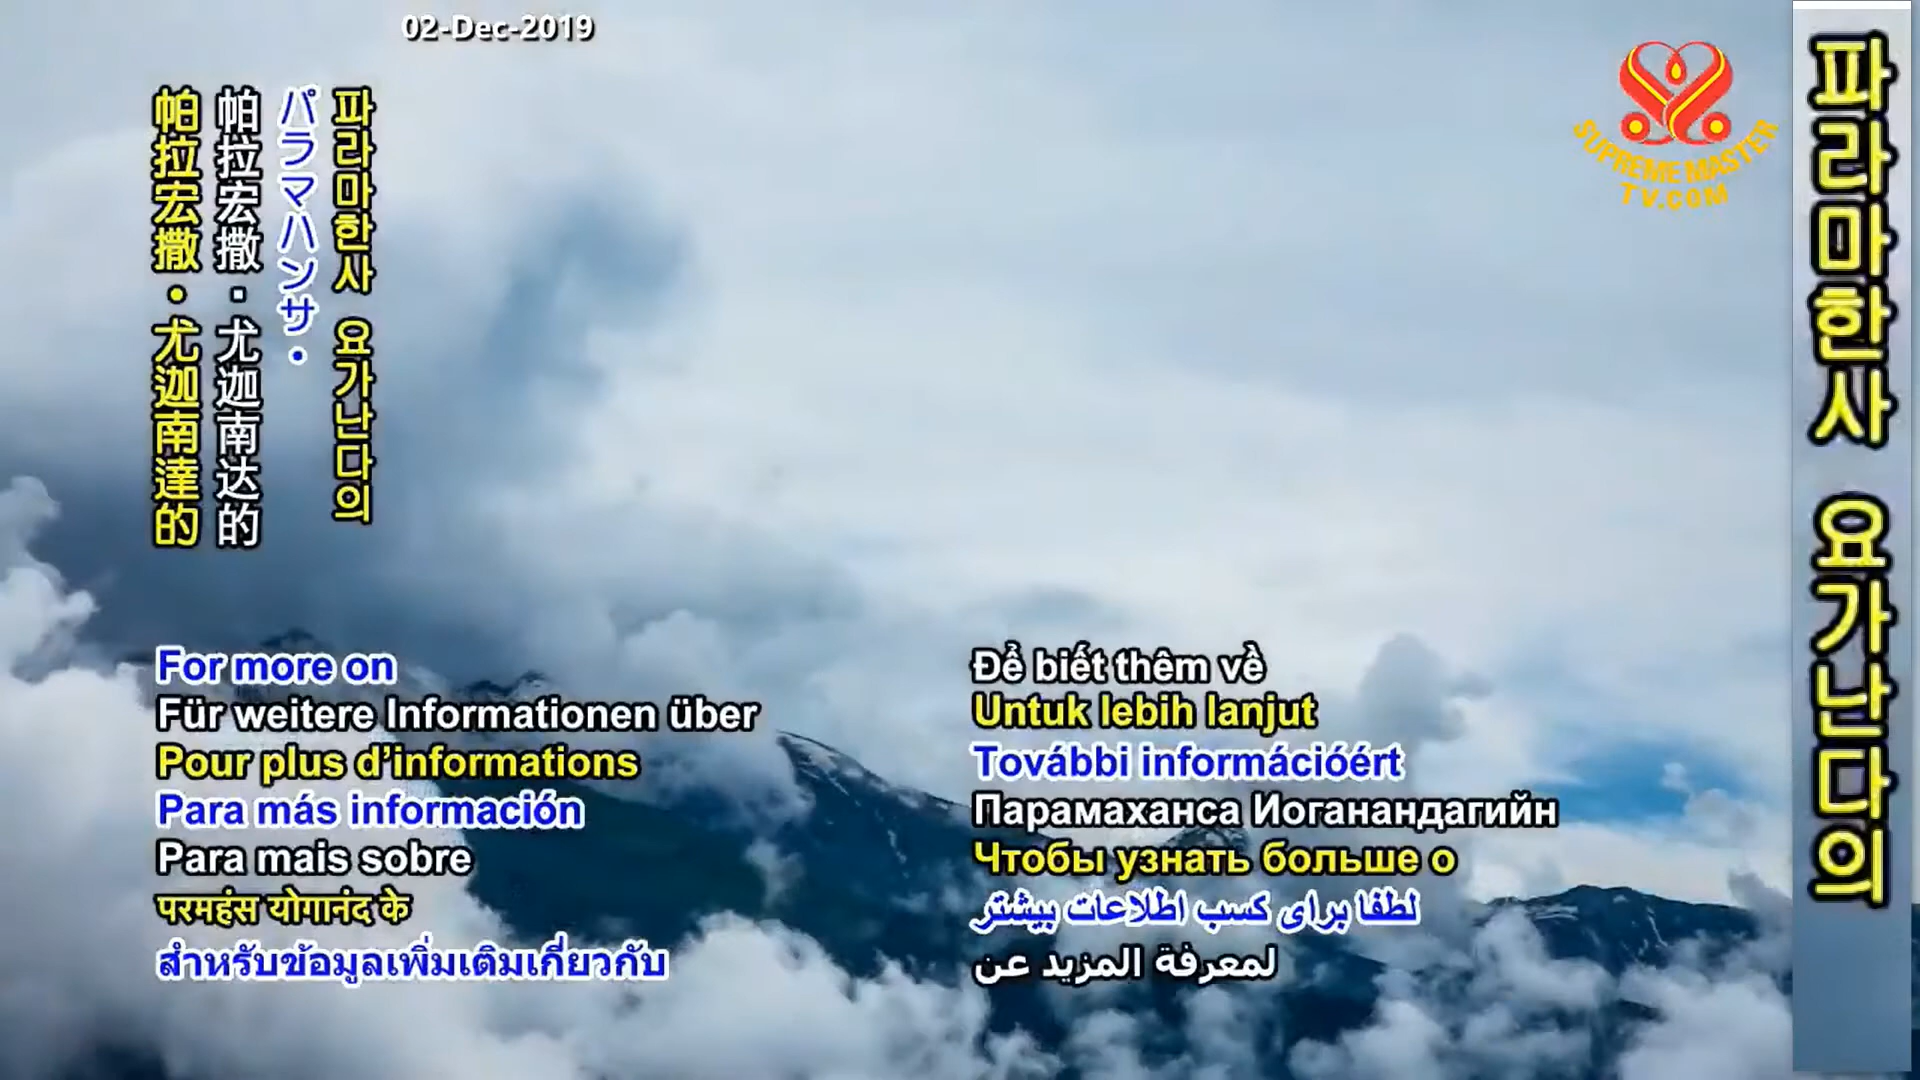 02-Dec-2019
SUPREME MASTER
TV.COM
파라마한사 요가난다의
파라마한사 요가난다의
パラマハンサ・
帕拉宏撒·尤迦南达的
帕拉宏撒·尤迦南達的
For more on
Für weitere Informationen über
Pour plus d’informations
Para más información
Para mais sobre
परमहंस योगानंद के
สำหรับข้อมูลเพิ่มเติมเกี่ยวกับ
Để biết thêm về
Untuk lebih lanjut
További információért
Парамаханса Иоганандагийн
Чтобы узнать больше о
لطفا برای کسب اطلاعات بیشتر
لمعرفة المزيد عن